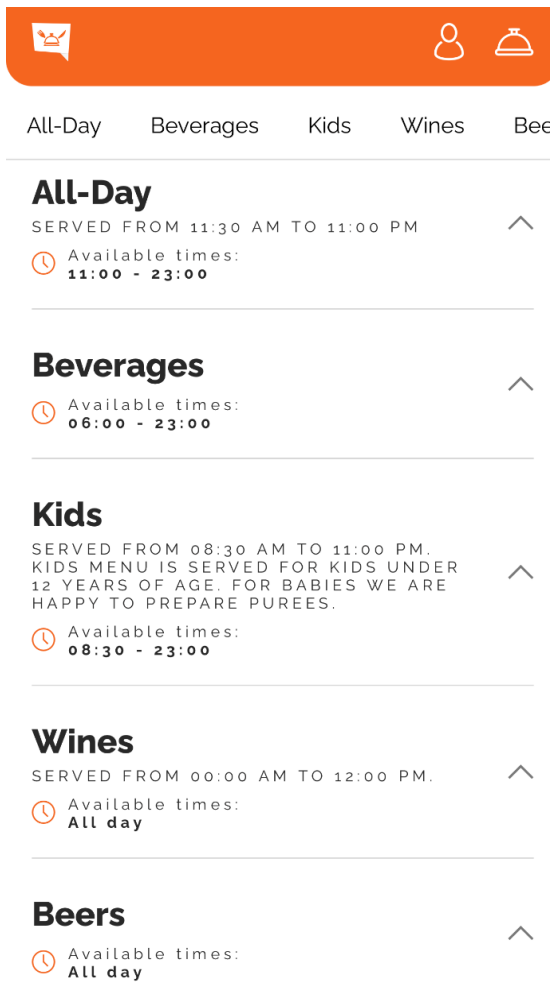 All-Day Beverages Kids Wines Bee
All-Day
SERVED FROM 11:30 AM TO 11:00 PM
Available times:
11:00 - 23:00
Beverages
Available times:
06:00 - 23:00
Kids
SERVED FROM 08:30 AM TO 11:00 PM.
KIDS MENU IS SERVED FOR KIDS UNDER
12 YEARS OF AGE. FOR BABIES WE ARE
HAPPY TO PREPARE PUREES.
Available times:
08:30 - 23:00
Wines
SERVED FROM 00:00 AM TO 12:00 PM.
Available times:
All day
Beers
Available times:
All day